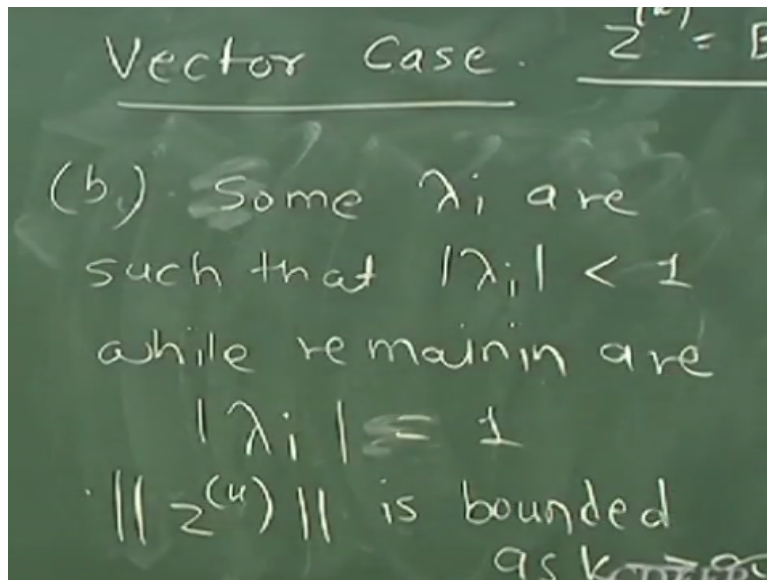 Vector Case. z^(k) = B
(b.) Some λi are
such that |λi| < 1
while remainin are
|λi| = 1
||z^(k)|| is bounded
as k → ∞